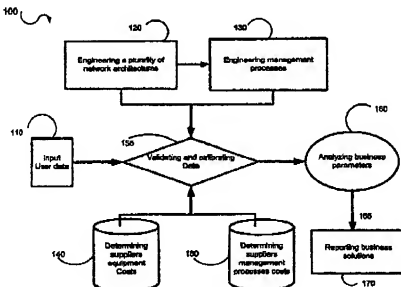 100
120
130
Engineering a plurality of
network architectures
Engineering management
processes
110
155
160
Input
User data
Validating and calibrating
Data
Analyzing business
parameters
165
140
Determining
suppliers
equipment
Costs
150
Determining
suppliers
management
processes costs
Reporting business
solutions
170